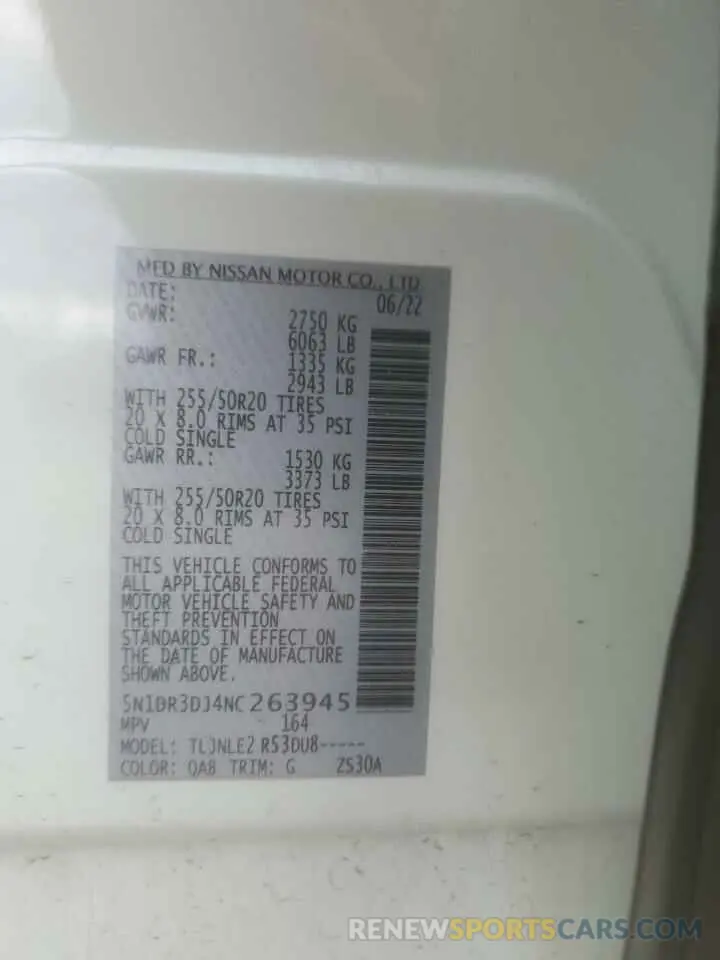 MFD BY NISSAN MOTOR CO., LTD
DATE: 06/22
GVWR: 2750 KG
6063 LB
GAWR FR.: 1335 KG
2943 LB
WITH 255/50R20 TIRES
20 X 8.0 RIMS AT 35 PSI
COLD SINGLE
GAWR RR.: 1530 KG
3373 LB
WITH 255/50R20 TIRES
20 X 8.0 RIMS AT 35 PSI
COLD SINGLE
THIS VEHICLE CONFORMS TO
ALL APPLICABLE FEDERAL
MOTOR VEHICLE SAFETY AND
THEFT PREVENTION
STANDARDS IN EFFECT ON
THE DATE OF MANUFACTURE
SHOWN ABOVE.
5N1DR3DJ4NC263945
MPV 164
MODEL: TLJNLE2 R53DU8-----
COLOR: QAB TRIM: G ZS30A
RENEWSPORTSCARS.COM